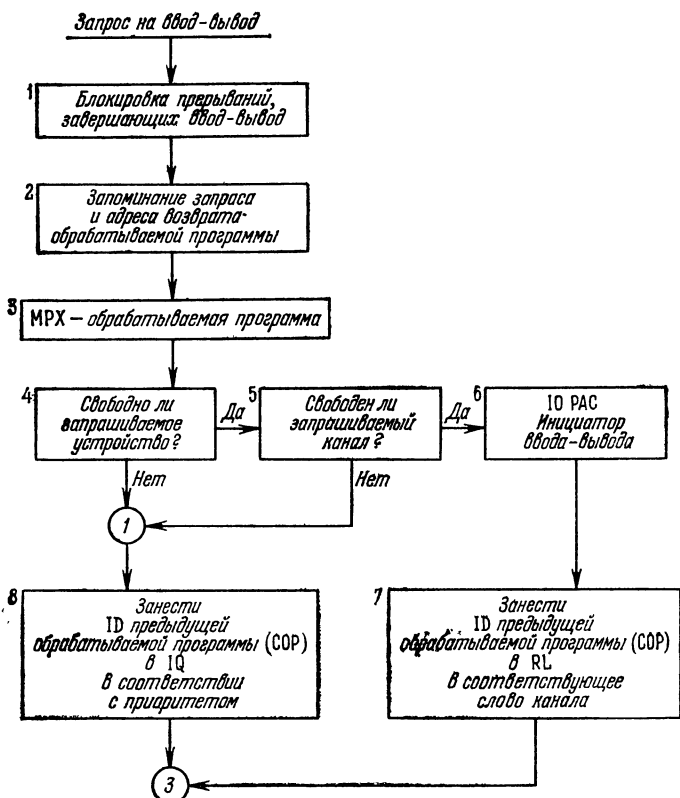 Запрос на ввод-вывод
1
Блокировка прерываний,
завершающих ввод-вывод
2
Запоминание запраса
и адреса возврата-
обрабатываемой программы
3
МРХ — обрабатываемая программа
4
Свободно ли
запрашиваемое
устройство?
Да
5
Свободен ли
запрашиваемый
канал?
Да
6
IO PAC
Инициатор
ввода-вывода
Нет
Нет
1
8
Занести
ID предыдущей
обрабатываемой программы (COP)
в IQ
в соответствии
с приаритетом
7
Занести
ID предыдущей
обрабатываемой программы (COP)
в RL
в соответствующее
слово канала
3